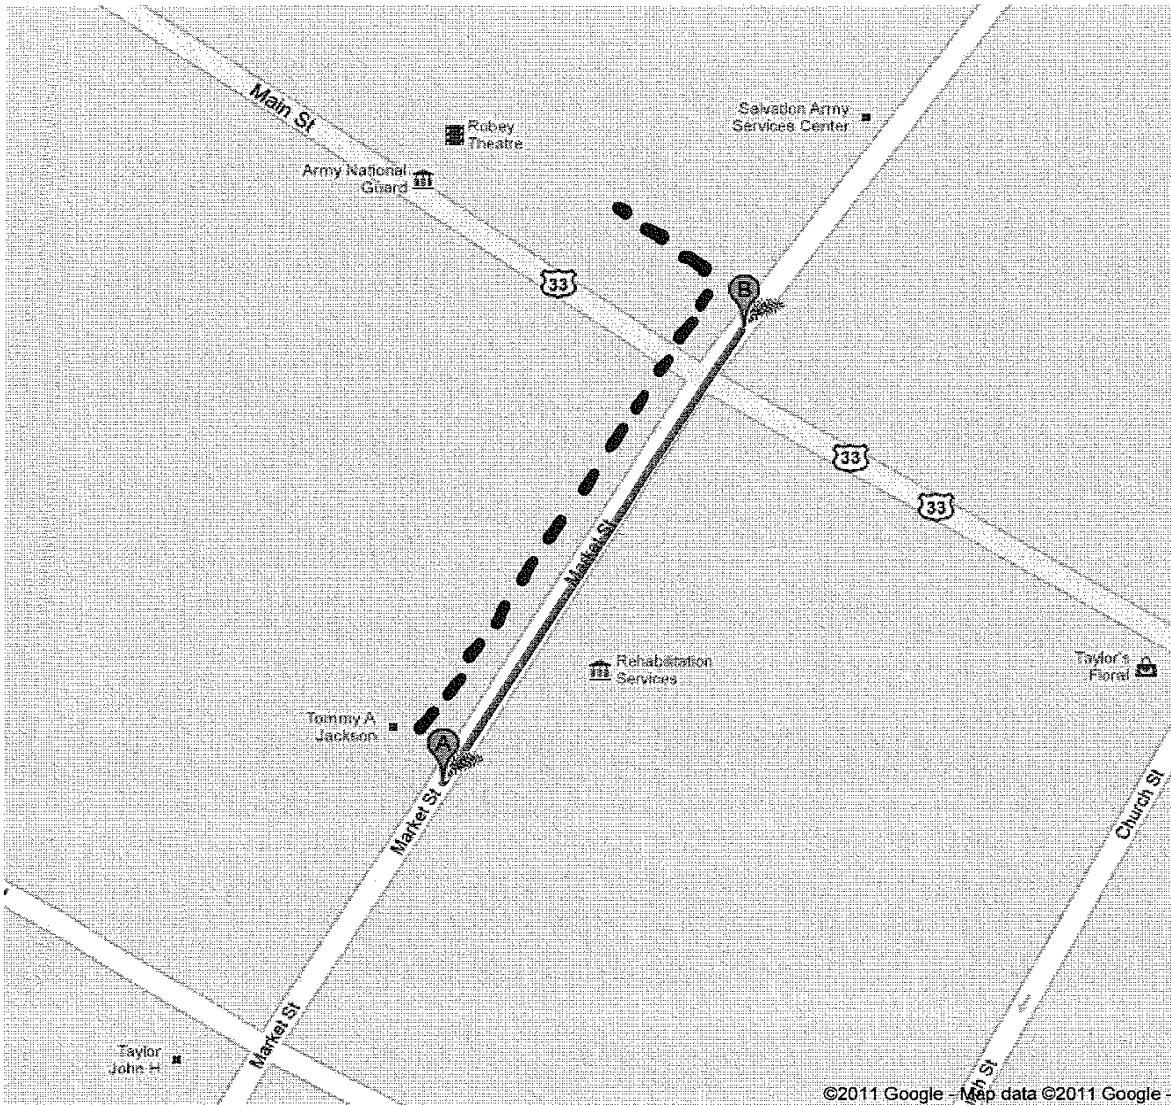 Main St
Robey
Theatre
Salvation Army
Services Center
Army National
Guard
33
B
33
33
Market St
Rehabilitation
Services
Taylor's
Floral
Tommy A
Jackson
A
Market St
Church St
Market St
Taylor
John H
©2011 Google - Map data ©2011 Google